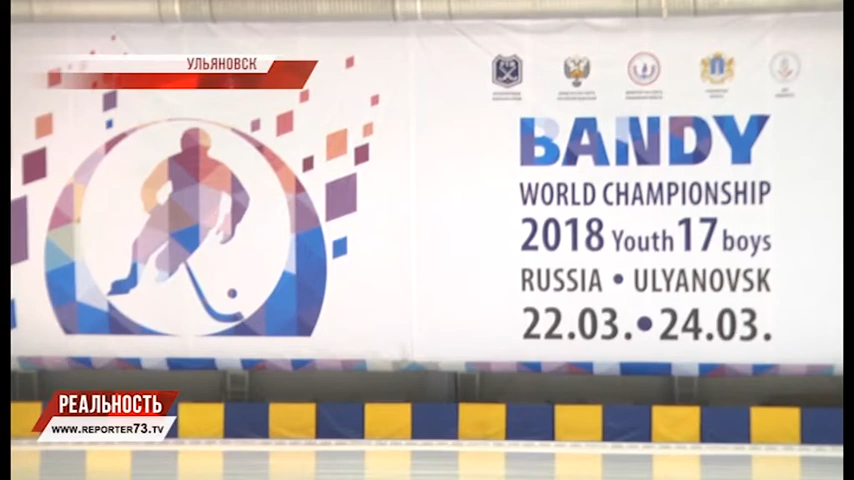 УЛЬЯНОВСК
BANDY
WORLD CHAMPIONSHIP
2018 Youth 17 boys
RUSSIA • ULYANOVSK
22.03.•24.03.
РЕАЛЬНОСТЬ
WWW.REPORTER73.TV